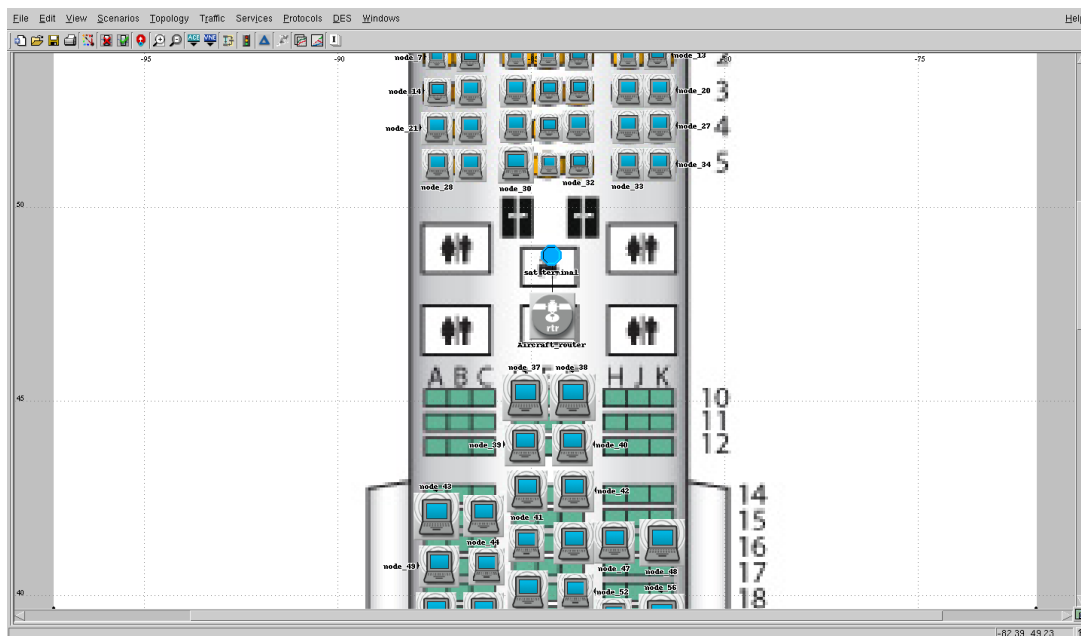 File Edit View Scenarios Topology Traffic Services Protocols DES Windows Help
-95 -90 -80 -75
node_7 node_13
node_14 node_20 3
node_21 node_27 4
node_34 5
node_28 node_30 node_32 node_33
50
sat_terminal
rtr
Aircraft_router
node_37 node_38
A B C H J K
45 10
11
node_39 node_40 12
node_43 node_42 14
node_41 15
node_44 16
node_49 node_47 node_48 17
node_52 node_56
40 18
-82.39 49.23